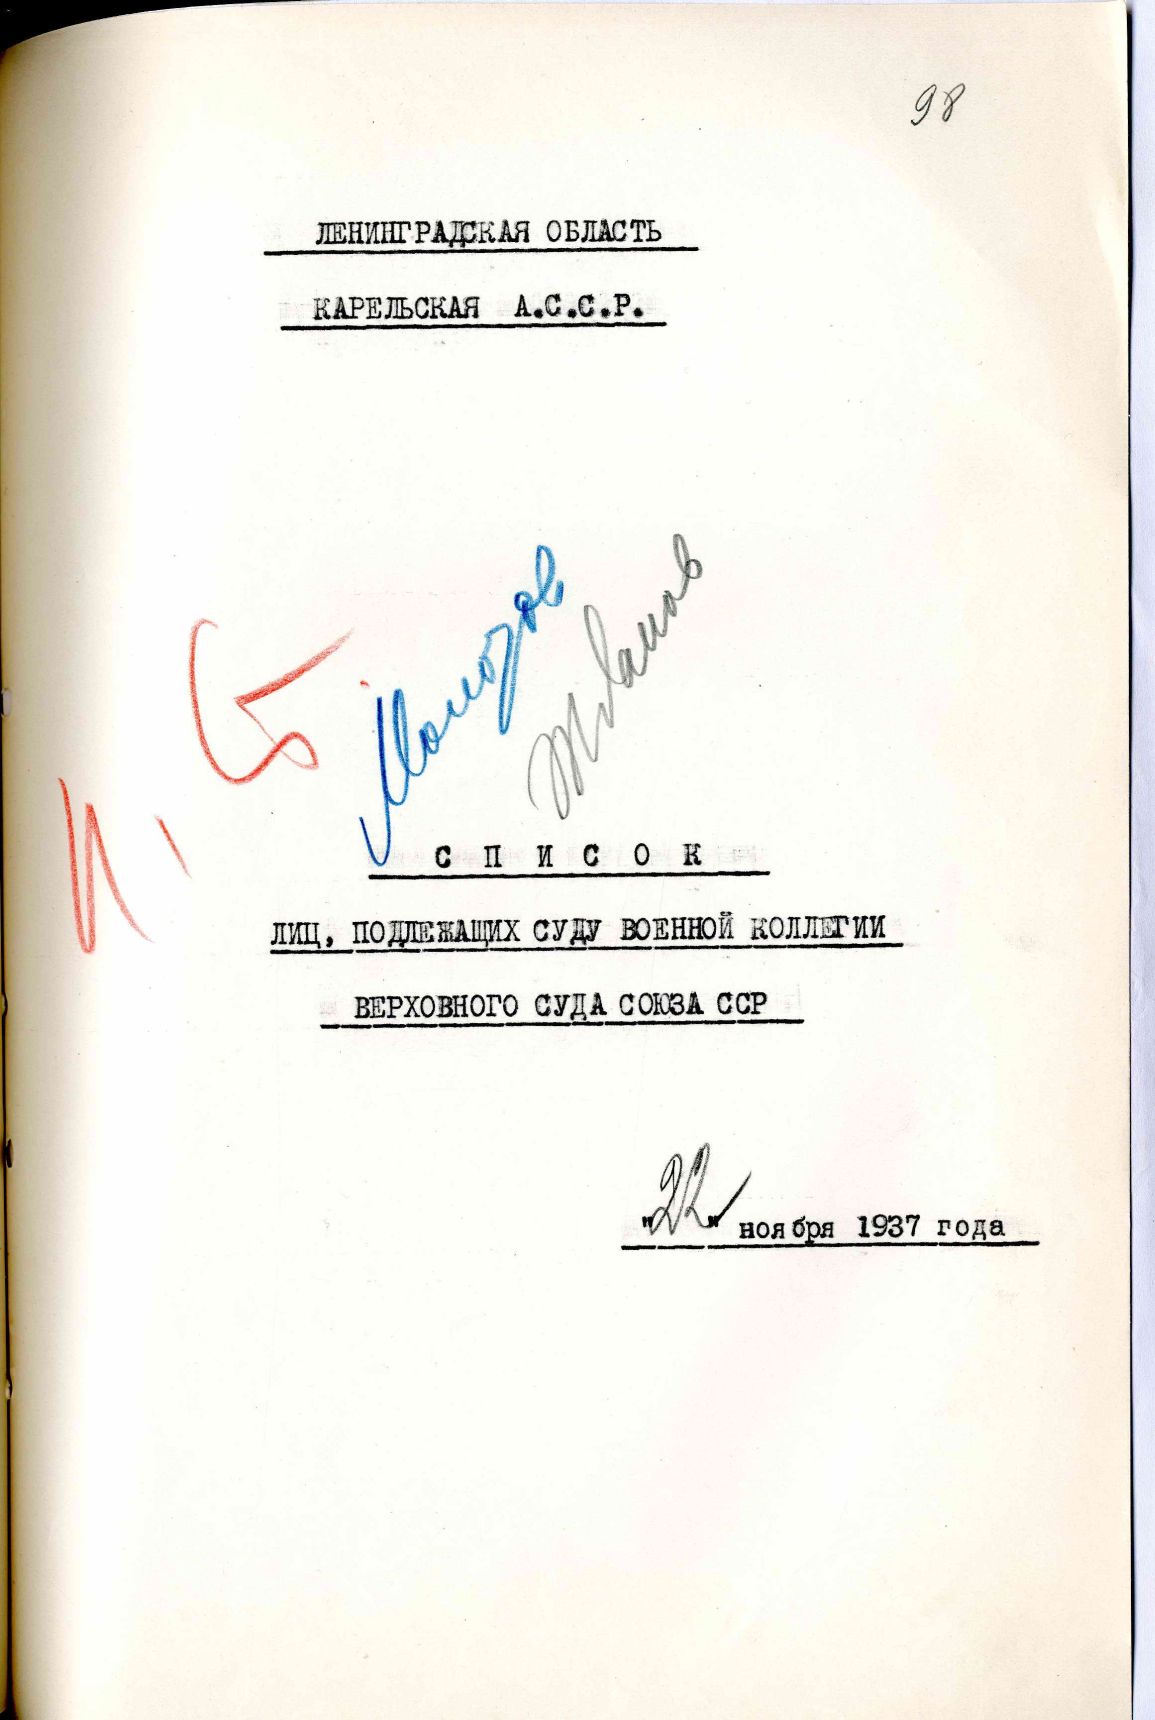 98
ЛЕНИНГРАДСКАЯ ОБЛАСТЬ
КАРЕЛЬСКАЯ А.С.С.Р.
И. Ст
Молотов
Жданов
С П И С О К
ЛИЦ, ПОДЛЕЖАЩИХ СУДУ ВОЕННОЙ КОЛЛЕГИИ
ВЕРХОВНОГО СУДА СОЮЗА ССР
"22" ноября 1937 года